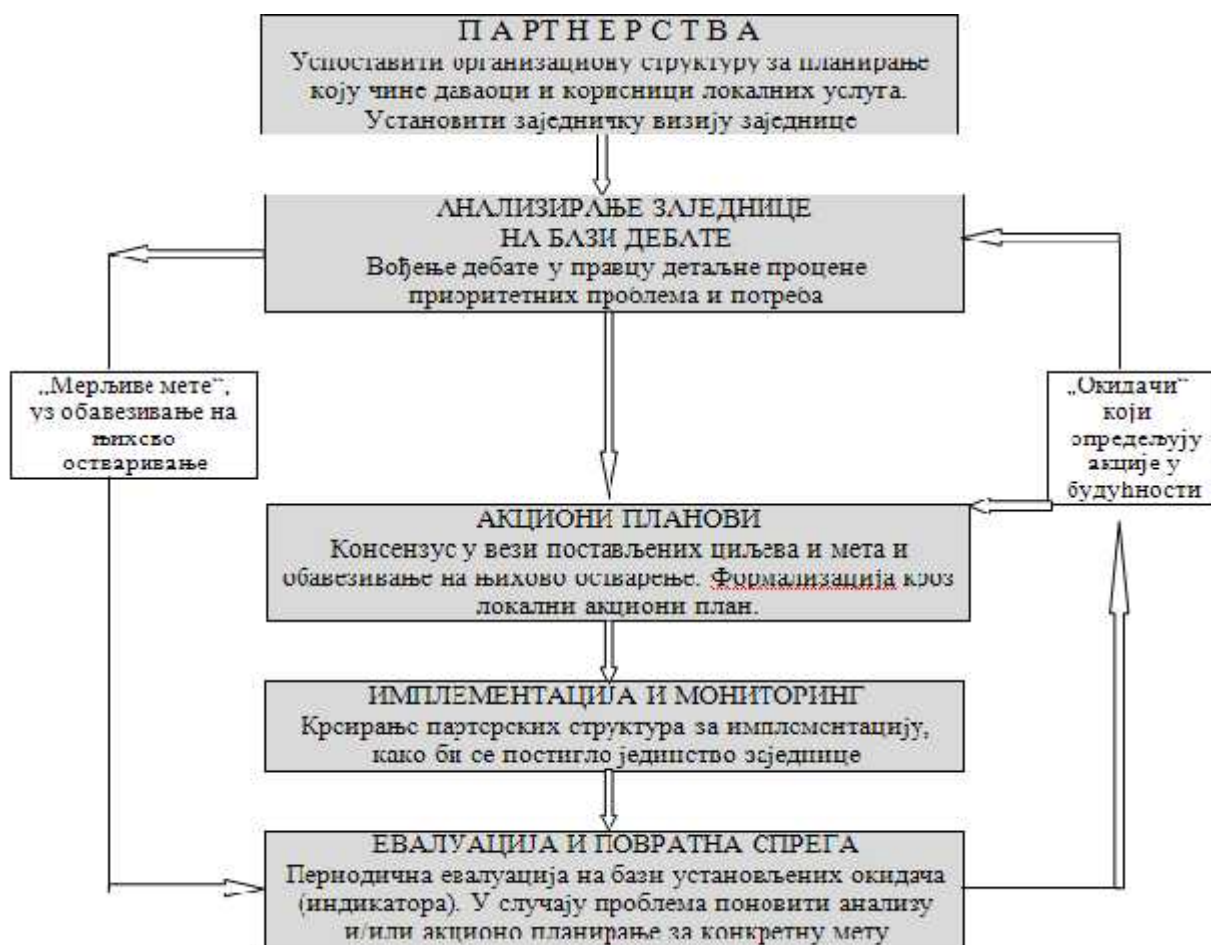 П А Р Т Н Е Р С Т В А
Успоставити организациону структуру за планирање
коју чине даваоци и корисници локалних услуга.
Установити заједничку визију заједнице
АНАЛИЗИРАЊЕ ЗАЈЕДНИЦЕ
НА БАЗИ ДЕБАТЕ
Вођење дебате у правцу детаљне процене
приоритетних проблема и потреба
„Мерљиве мете“,
уз обавезивање на
њихово
остваривање
„Окидачи“
који
опредељују
акције у
будућности
АКЦИОНИ ПЛАНОВИ
Консензус у вези постављених циљева и мета и
обавезивање на њихово остварење. Формализација кроз
локални акциони план.
ИМПЛЕМЕНТАЦИЈА И МОНИТОРИНГ
Креирање партерских структура за имплементацију,
како би се постигло јединство заједнице
ЕВАЛУАЦИЈА И ПОВРАТНА СПРЕГА
Периодична евалуација на бази установљених окидача
(индикатора). У случају проблема поновити анализу
и/или акционо планирање за конкретну мету